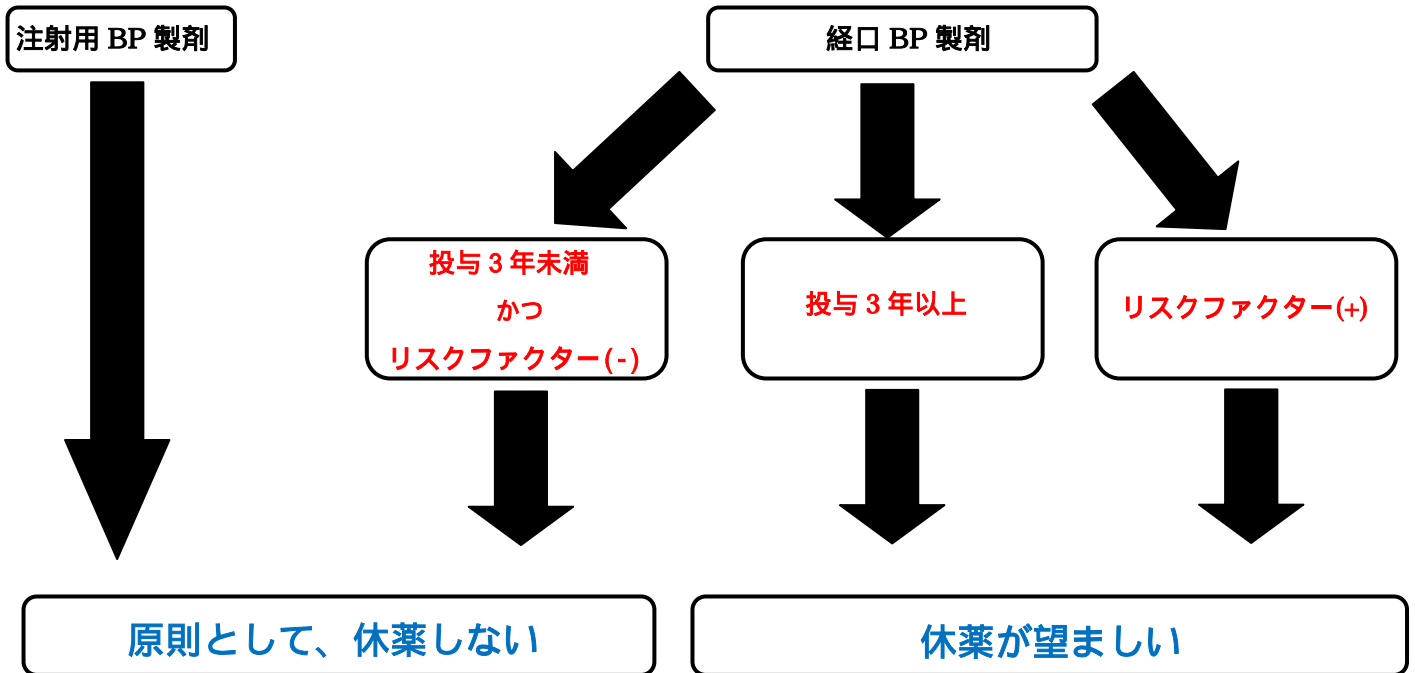 注射用 BP 製剤
経口 BP 製剤
投与 3 年未満
かつ
リスクファクター(-)
投与 3 年以上
リスクファクター(+)
原則として、休薬しない
休薬が望ましい